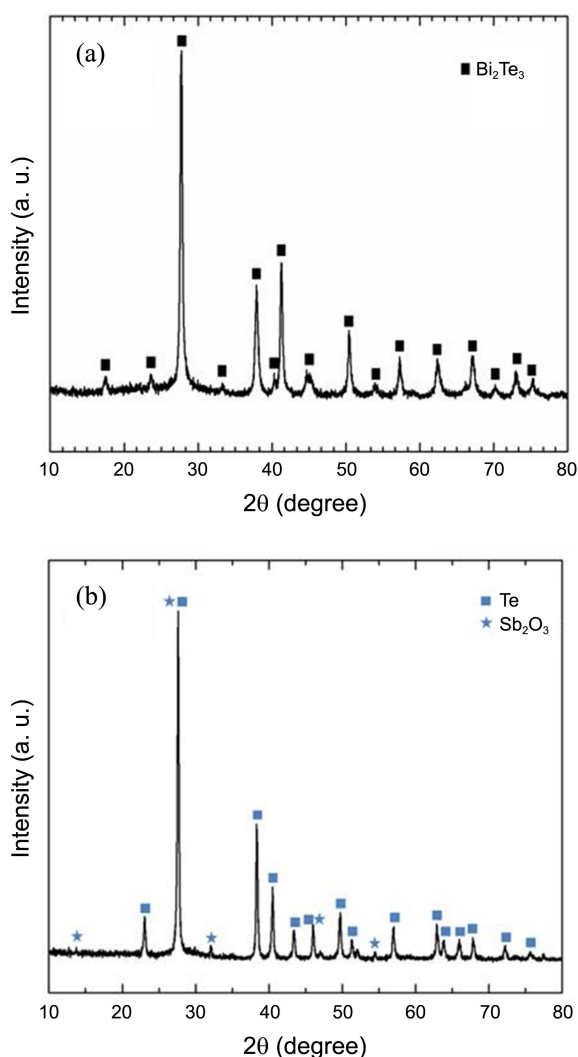 (a)
Bi₂Te₃
Intensity (a. u.)
10 20 30 40 50 60 70 80
2θ (degree)
(b)
Te
Sb₂O₃
Intensity (a. u.)
10 20 30 40 50 60 70 80
2θ (degree)